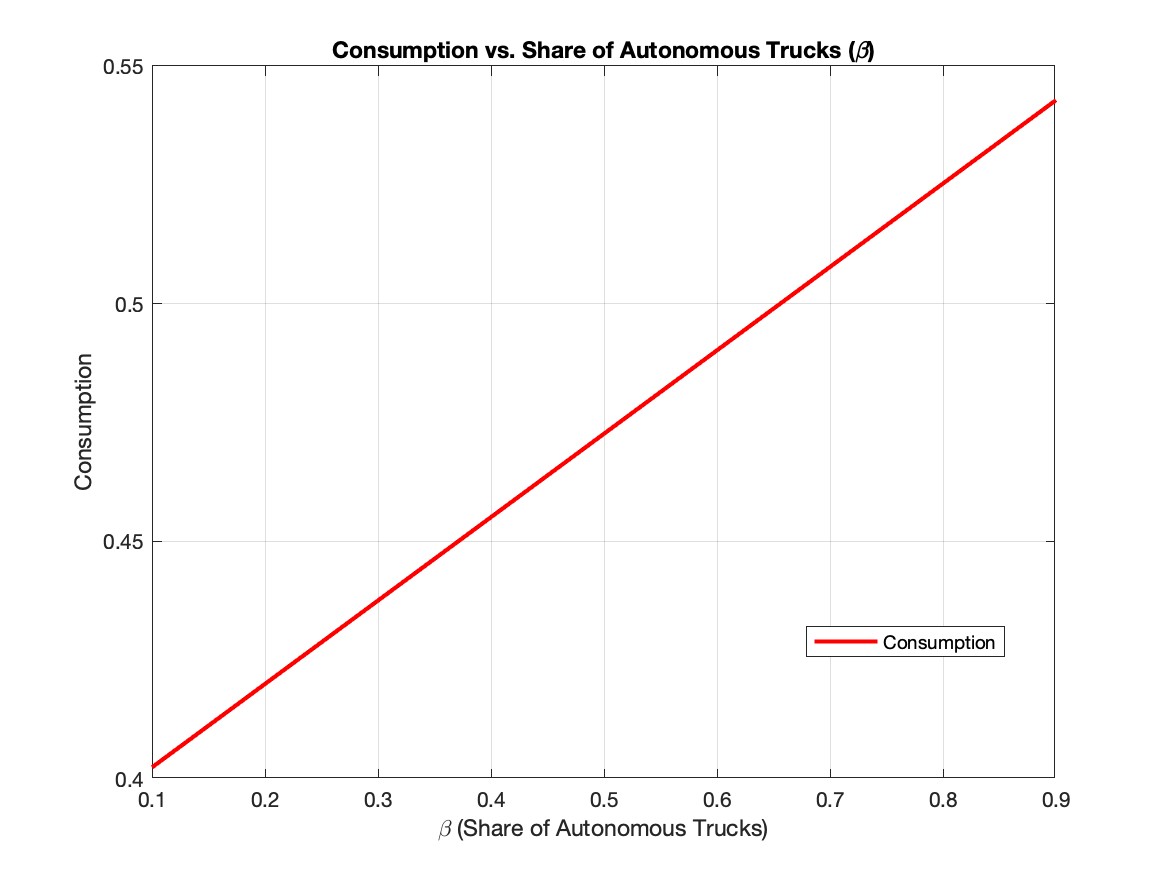 Consumption vs. Share of Autonomous Trucks (β)
0.55
0.5
0.45
0.4
Consumption
Consumption
0.1 0.2 0.3 0.4 0.5 0.6 0.7 0.8 0.9
β (Share of Autonomous Trucks)